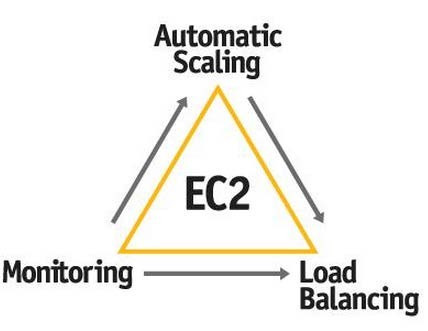 Automatic
Scaling
EC2
Monitoring
Load
Balancing